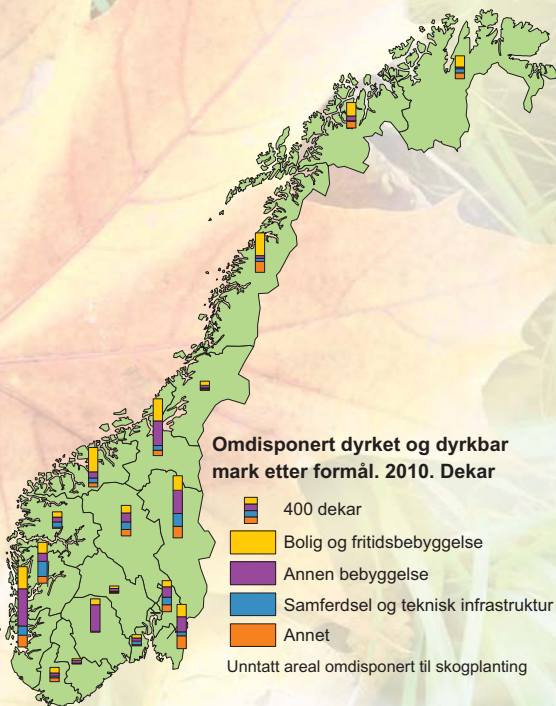 Omdisponert dyrket og dyrkbar
mark etter formål. 2010. Dekar
400 dekar
Bolig og fritidsbebyggelse
Annen bebyggelse
Samferdsel og teknisk infrastruktur
Annet
Unntatt areal omdisponert til skogplanting